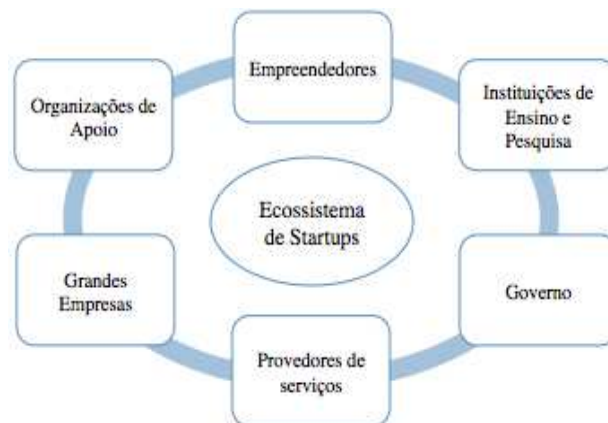 Empreendedores
Instituições de
Ensino e
Pesquisa
Governo
Provedores de
serviços
Grandes
Empresas
Organizações de
Apoio
Ecossistema
de Startups